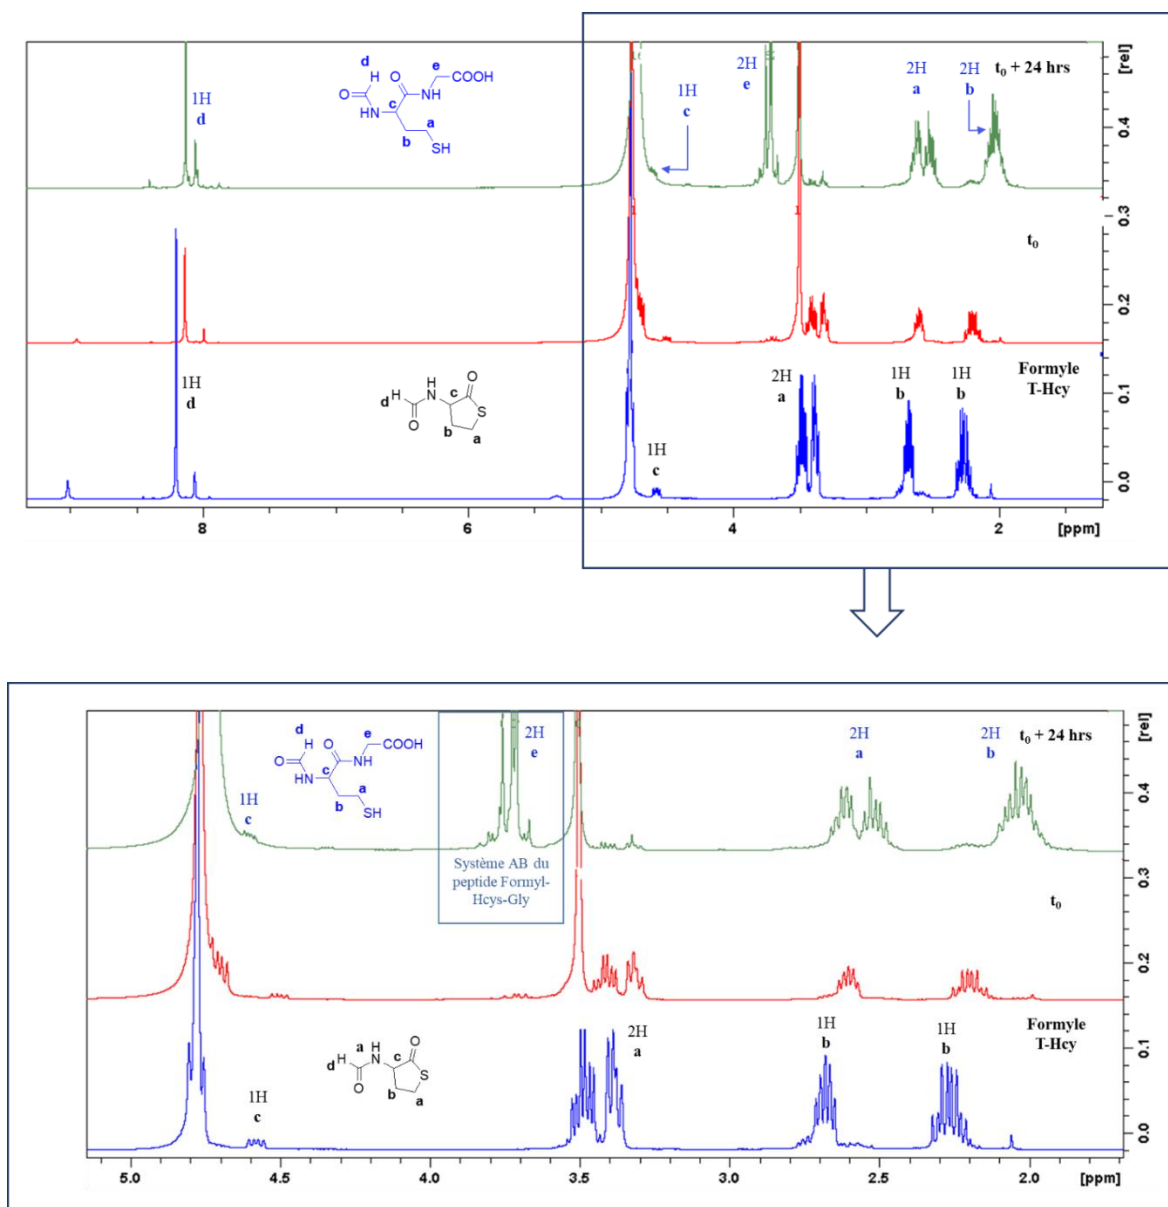 d
H
O
NH
O
e
NH
COOH
c
b
a
SH
1H
d
1H
c
2H
e
2H
a
2H
b
t₀ + 24 hrs
[rel]
0.4
0.3
t₀
0.2
1H
d
d
H
O
H
N
c
O
S
b
a
1H
c
2H
a
1H
b
1H
b
Formyle
T-Hcy
0.1
0.0
8
4
2
[ppm]
d
H
O
NH
O
e
NH
COOH
c
b
a
SH
1H
c
2H
e
Système AB du
peptide Formyl-
Hcys-Gly
2H
a
2H
b
t₀ + 24 hrs
[rel]
0.4
0.3
t₀
0.2
a
H
d
O
H
N
c
O
S
b
a
1H
c
2H
a
1H
b
1H
b
Formyle
T-Hcy
0.1
0.0
5.0
4.5
4.0
3.5
3.0
2.5
2.0
[ppm]